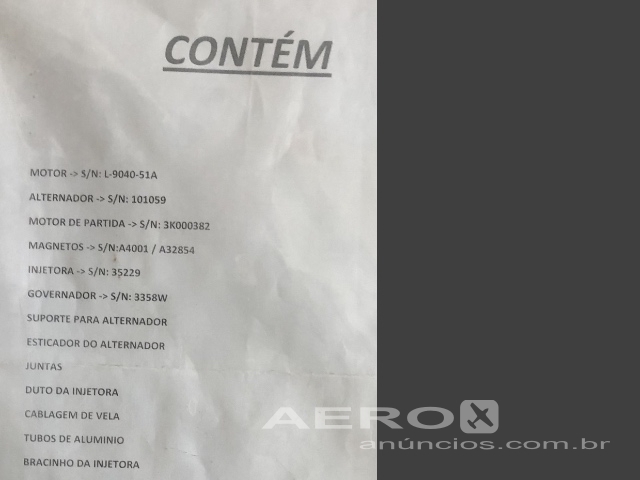 CONTÉM
MOTOR -> S/N: L-9040-51A
ALTERNADOR -> S/N: 101059
MOTOR DE PARTIDA -> S/N: 3K000382
MAGNETOS -> S/N:A4001 / A32854
INJETORA -> S/N: 35229
GOVERNADOR -> S/N: 3358W
SUPORTE PARA ALTERNADOR
ESTICADOR DO ALTERNADOR
JUNTAS
DUTO DA INJETORA
CABLAGEM DE VELA
TUBOS DE ALUMINIO
BRACINHO DA INJETORA
AERO
anúncios.com.br